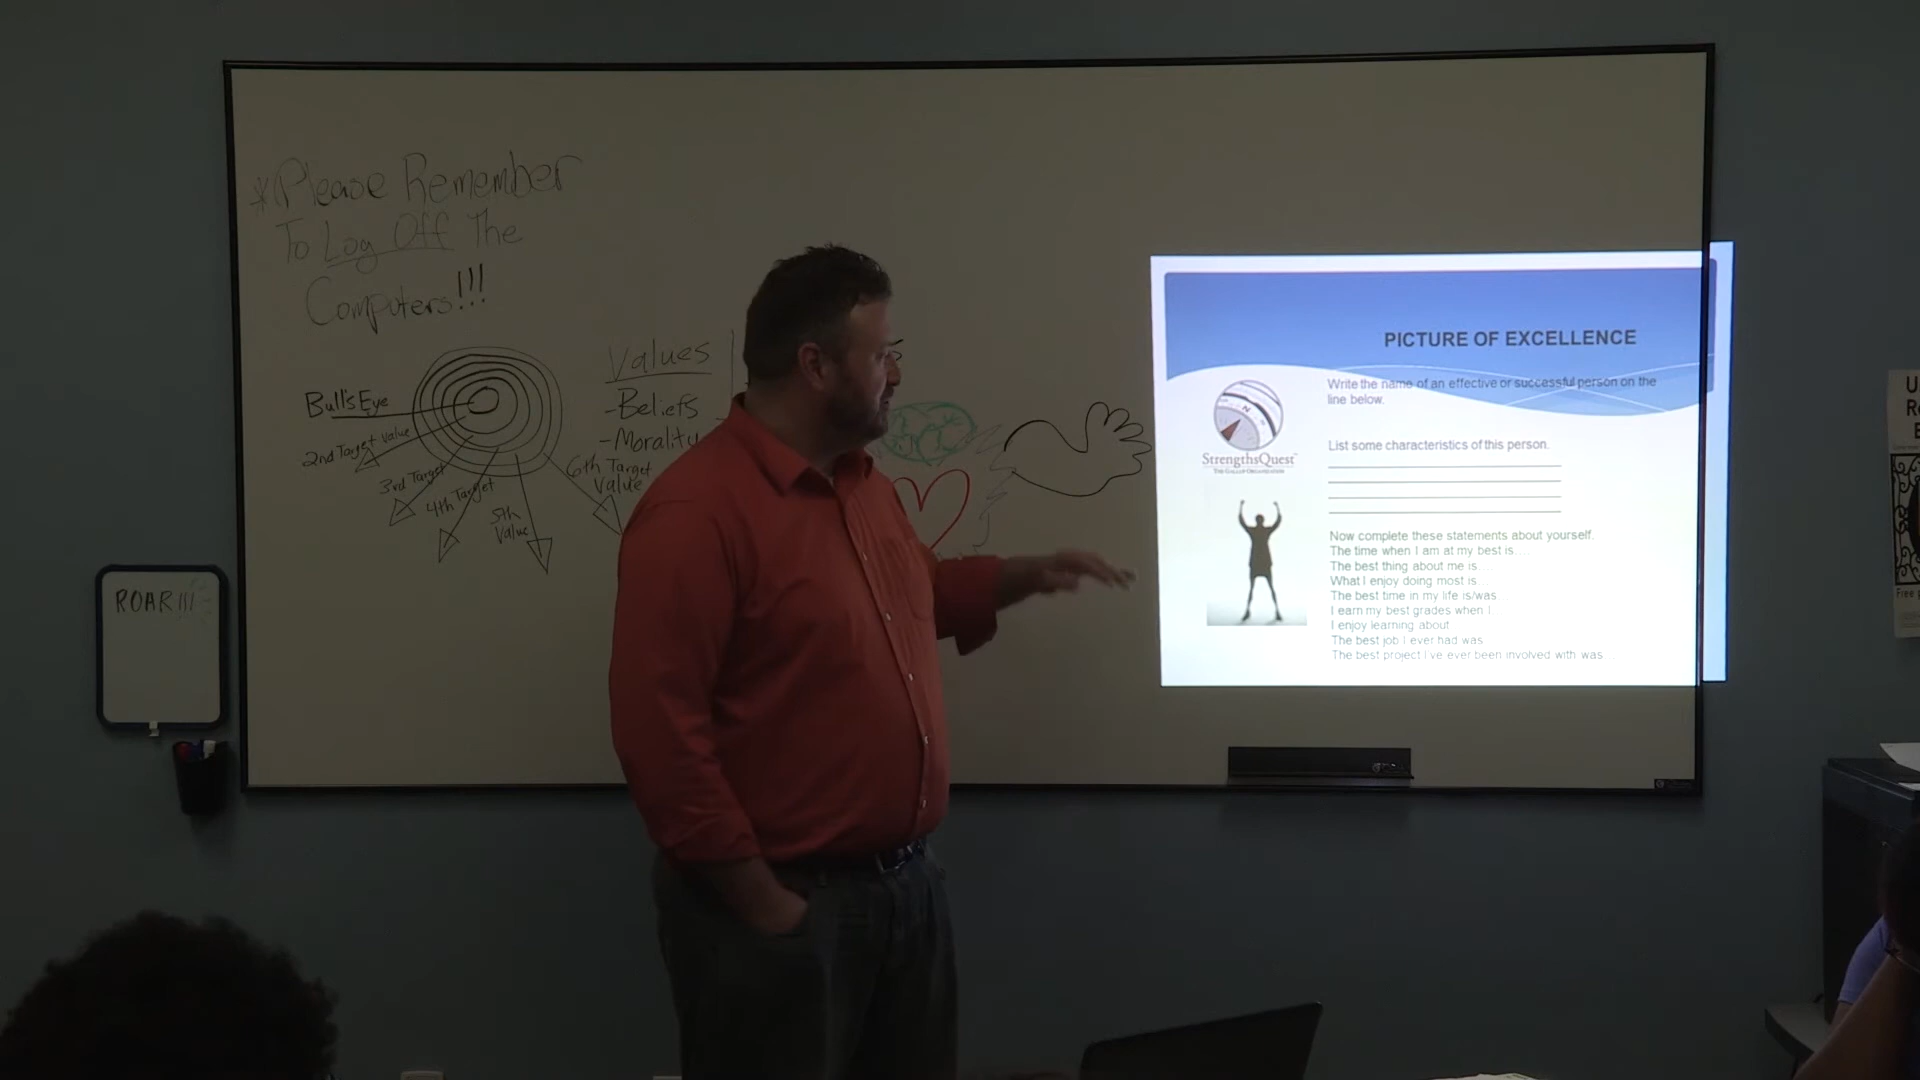 *Please Remember
To Log Off The
Computers!!!
Bull's Eye
2nd Target Value
3rd Target
4th Target
5th
Value
6th Target
Value
Values
-Beliefs
-Morality
ROAR!!!
PICTURE OF EXCELLENCE
Write the name of an effective or successful person on the
line below.
List some characteristics of this person.
StrengthsQuest
THE GALLUP ORGANIZATION
Now complete these statements about yourself.
The time when I am at my best is....
The best thing about me is....
What I enjoy doing most is...
The best time in my life is/was...
I earn my best grades when I...
I enjoy learning about
The best job I ever had was
The best project I've ever been involved with was...
Free